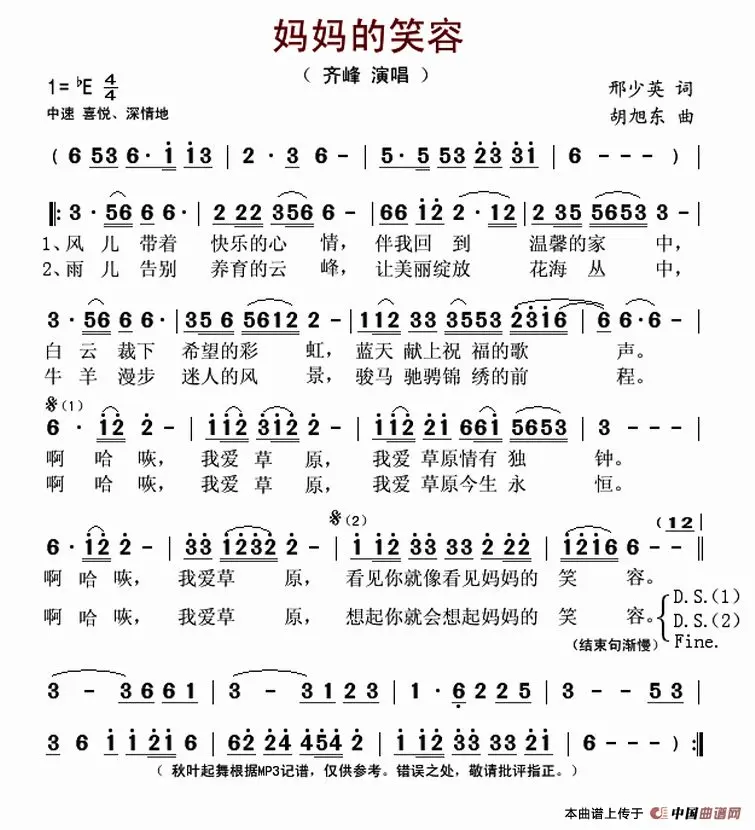 妈妈的笑容
（ 齐峰 演唱 ）
1= ♭E 4/4
邢少英 词
中速 喜悦、深情地
胡旭东 曲
( 6 53 6· i i3 | 2 · 3 6 - | 5· 5 53 23 31 | 6 - - - ) |
‖: 3 · 56 6 6· | 2 22 356 6 - | 66 12 2 · 12 | 2 35 5653 3 - |
1、风 儿 带着 快乐的心 情， 伴我回 到 温馨的家 中，
2、雨 儿 告别 养育的云 峰， 让美丽绽放 花海 丛 中，
3 · 56 6 6· | 35 6 5612 2 - | 112 33 3553 2316 | 6 6 · 6 - |
白 云 裁下 希望的彩 虹， 蓝天 献上祝 福的歌 声。
牛 羊 漫步 迷人的风 景， 骏马 驰骋锦 绣的前 程。
𝄋(1)
6 · 12 2 - | 112 312 2 - | 112 21 661 5653 | 3 - - - |
啊 哈 咴， 我爱 草 原， 我爱 草原情有 独 钟。
啊 哈 咴， 我爱 草 原， 我爱 草原今生 永 恒。
𝄋(2)
(12
6 · 12 2 - | 33 1232 2 - | 1 12 33 2 22 | 1216 6 - - ‖
啊 哈 咴， 我爱草 原， 看见你就像看见妈妈的 笑 容。
啊 哈 咴， 我爱草 原， 想起你就会想起妈妈的 笑 容。
D.S.(1)
D.S.(2)
(结束句渐慢) Fine.
3 - 3 6 6 1 | 3 - 3 3 1 2 3 | 1 · 6 2 2 5 | 3 - - 53 |
3 6 1 21 6 | 62 24 454 2 | 1 12 33 33 | 6 - - - ) :‖
（ 秋叶起舞根据MP3记谱，仅供参考。错误之处，敬请批评指正。）
本曲谱上传于 中国曲谱网